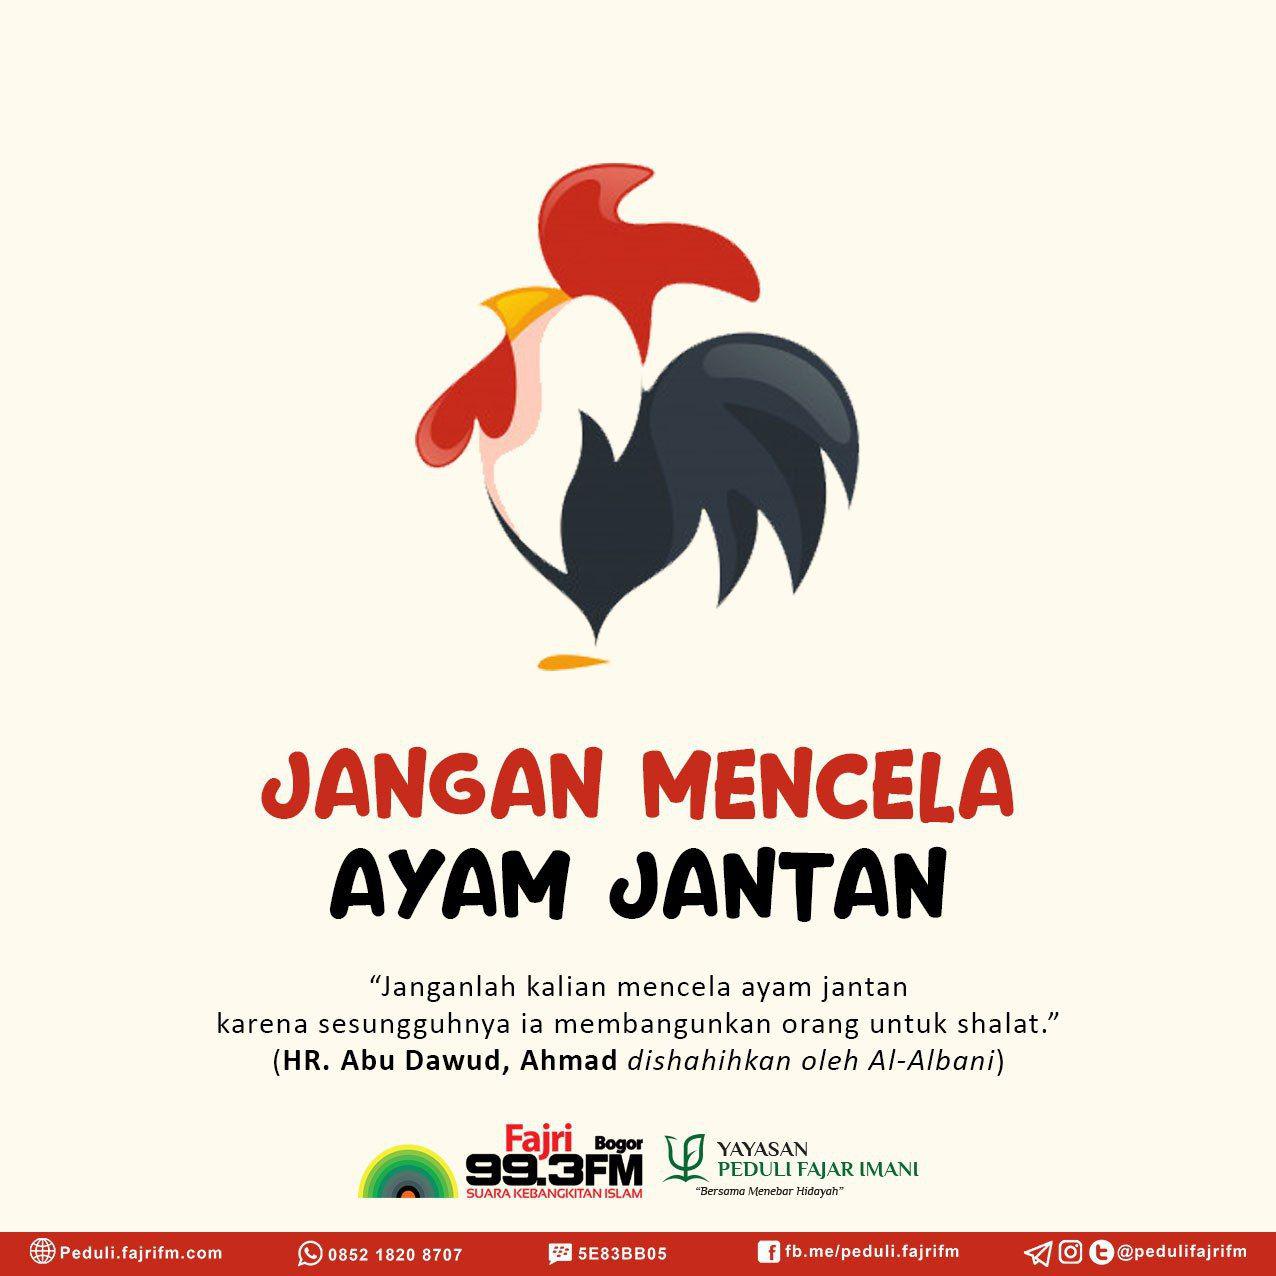 JANGAN MENCELA
AYAM JANTAN
“Janganlah kalian mencela ayam jantan
karena sesungguhnya ia membangunkan orang untuk shalat.”
(HR. Abu Dawud, Ahmad dishahihkan oleh Al-Albani)
Fajri Bogor
99.3FM
SUARA KEBANGKITAN ISLAM
YAYASAN
PEDULI FAJAR IMANI
“Bersama Menebar Hidayah”
Peduli.fajrifm.com 0852 1820 8707 5E83BB05 fb.me/peduli.fajrifm @pedulifajrifm